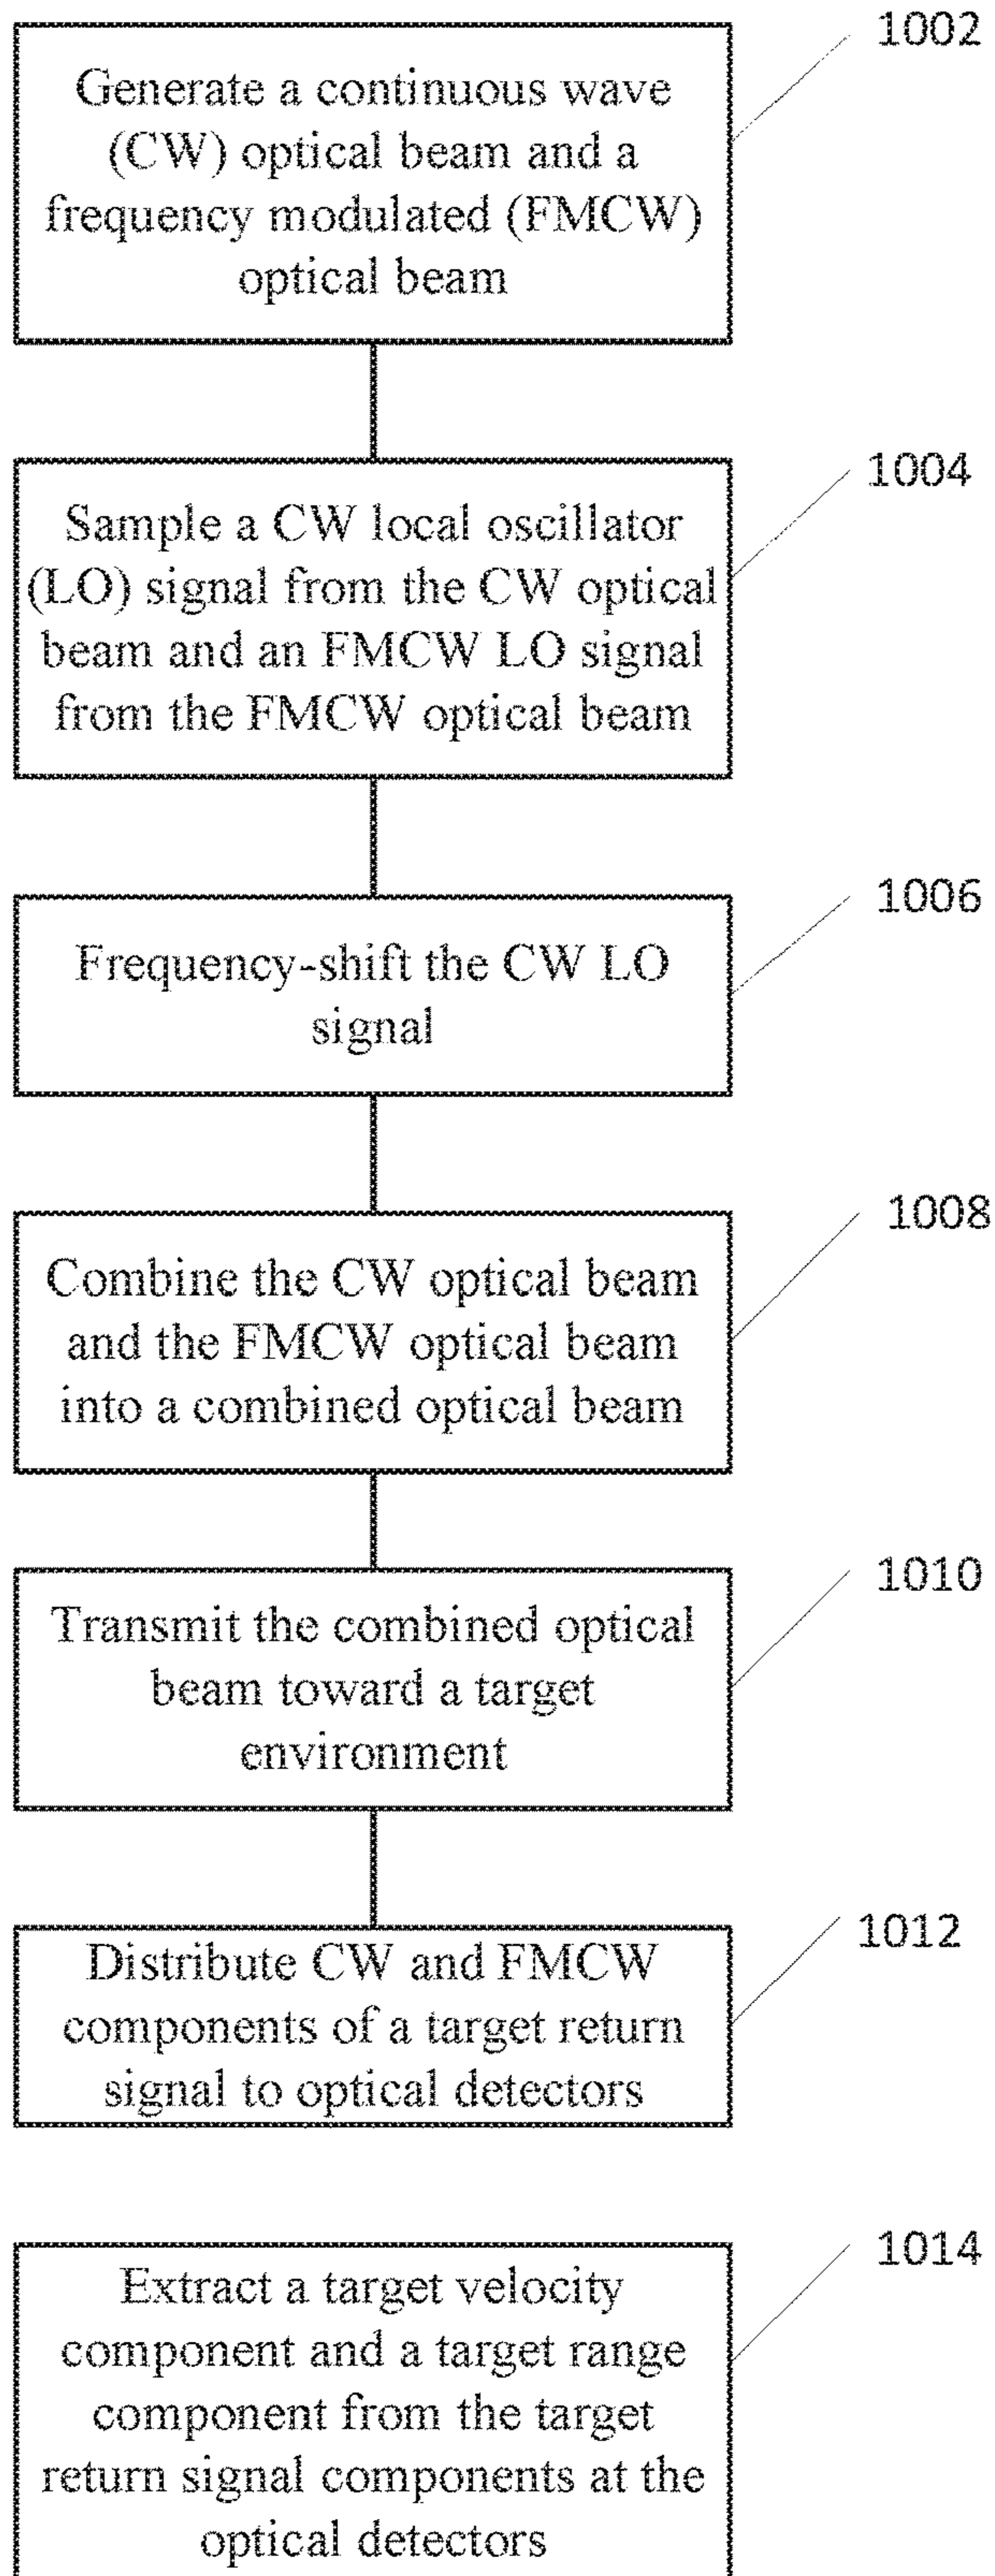 1002
Generate a continuous wave
(CW) optical beam and a
frequency modulated (FMCW)
optical beam
1004
Sample a CW local oscillator
(LO) signal from the CW optical
beam and an FMCW LO signal
from the FMCW optical beam
1006
Frequency-shift the CW LO
signal
1008
Combine the CW optical beam
and the FMCW optical beam
into a combined optical beam
1010
Transmit the combined optical
beam toward a target
environment
1012
Distribute CW and FMCW
components of a target return
signal to optical detectors
1014
Extract a target velocity
component and a target range
component from the target
return signal components at the
optical detectors